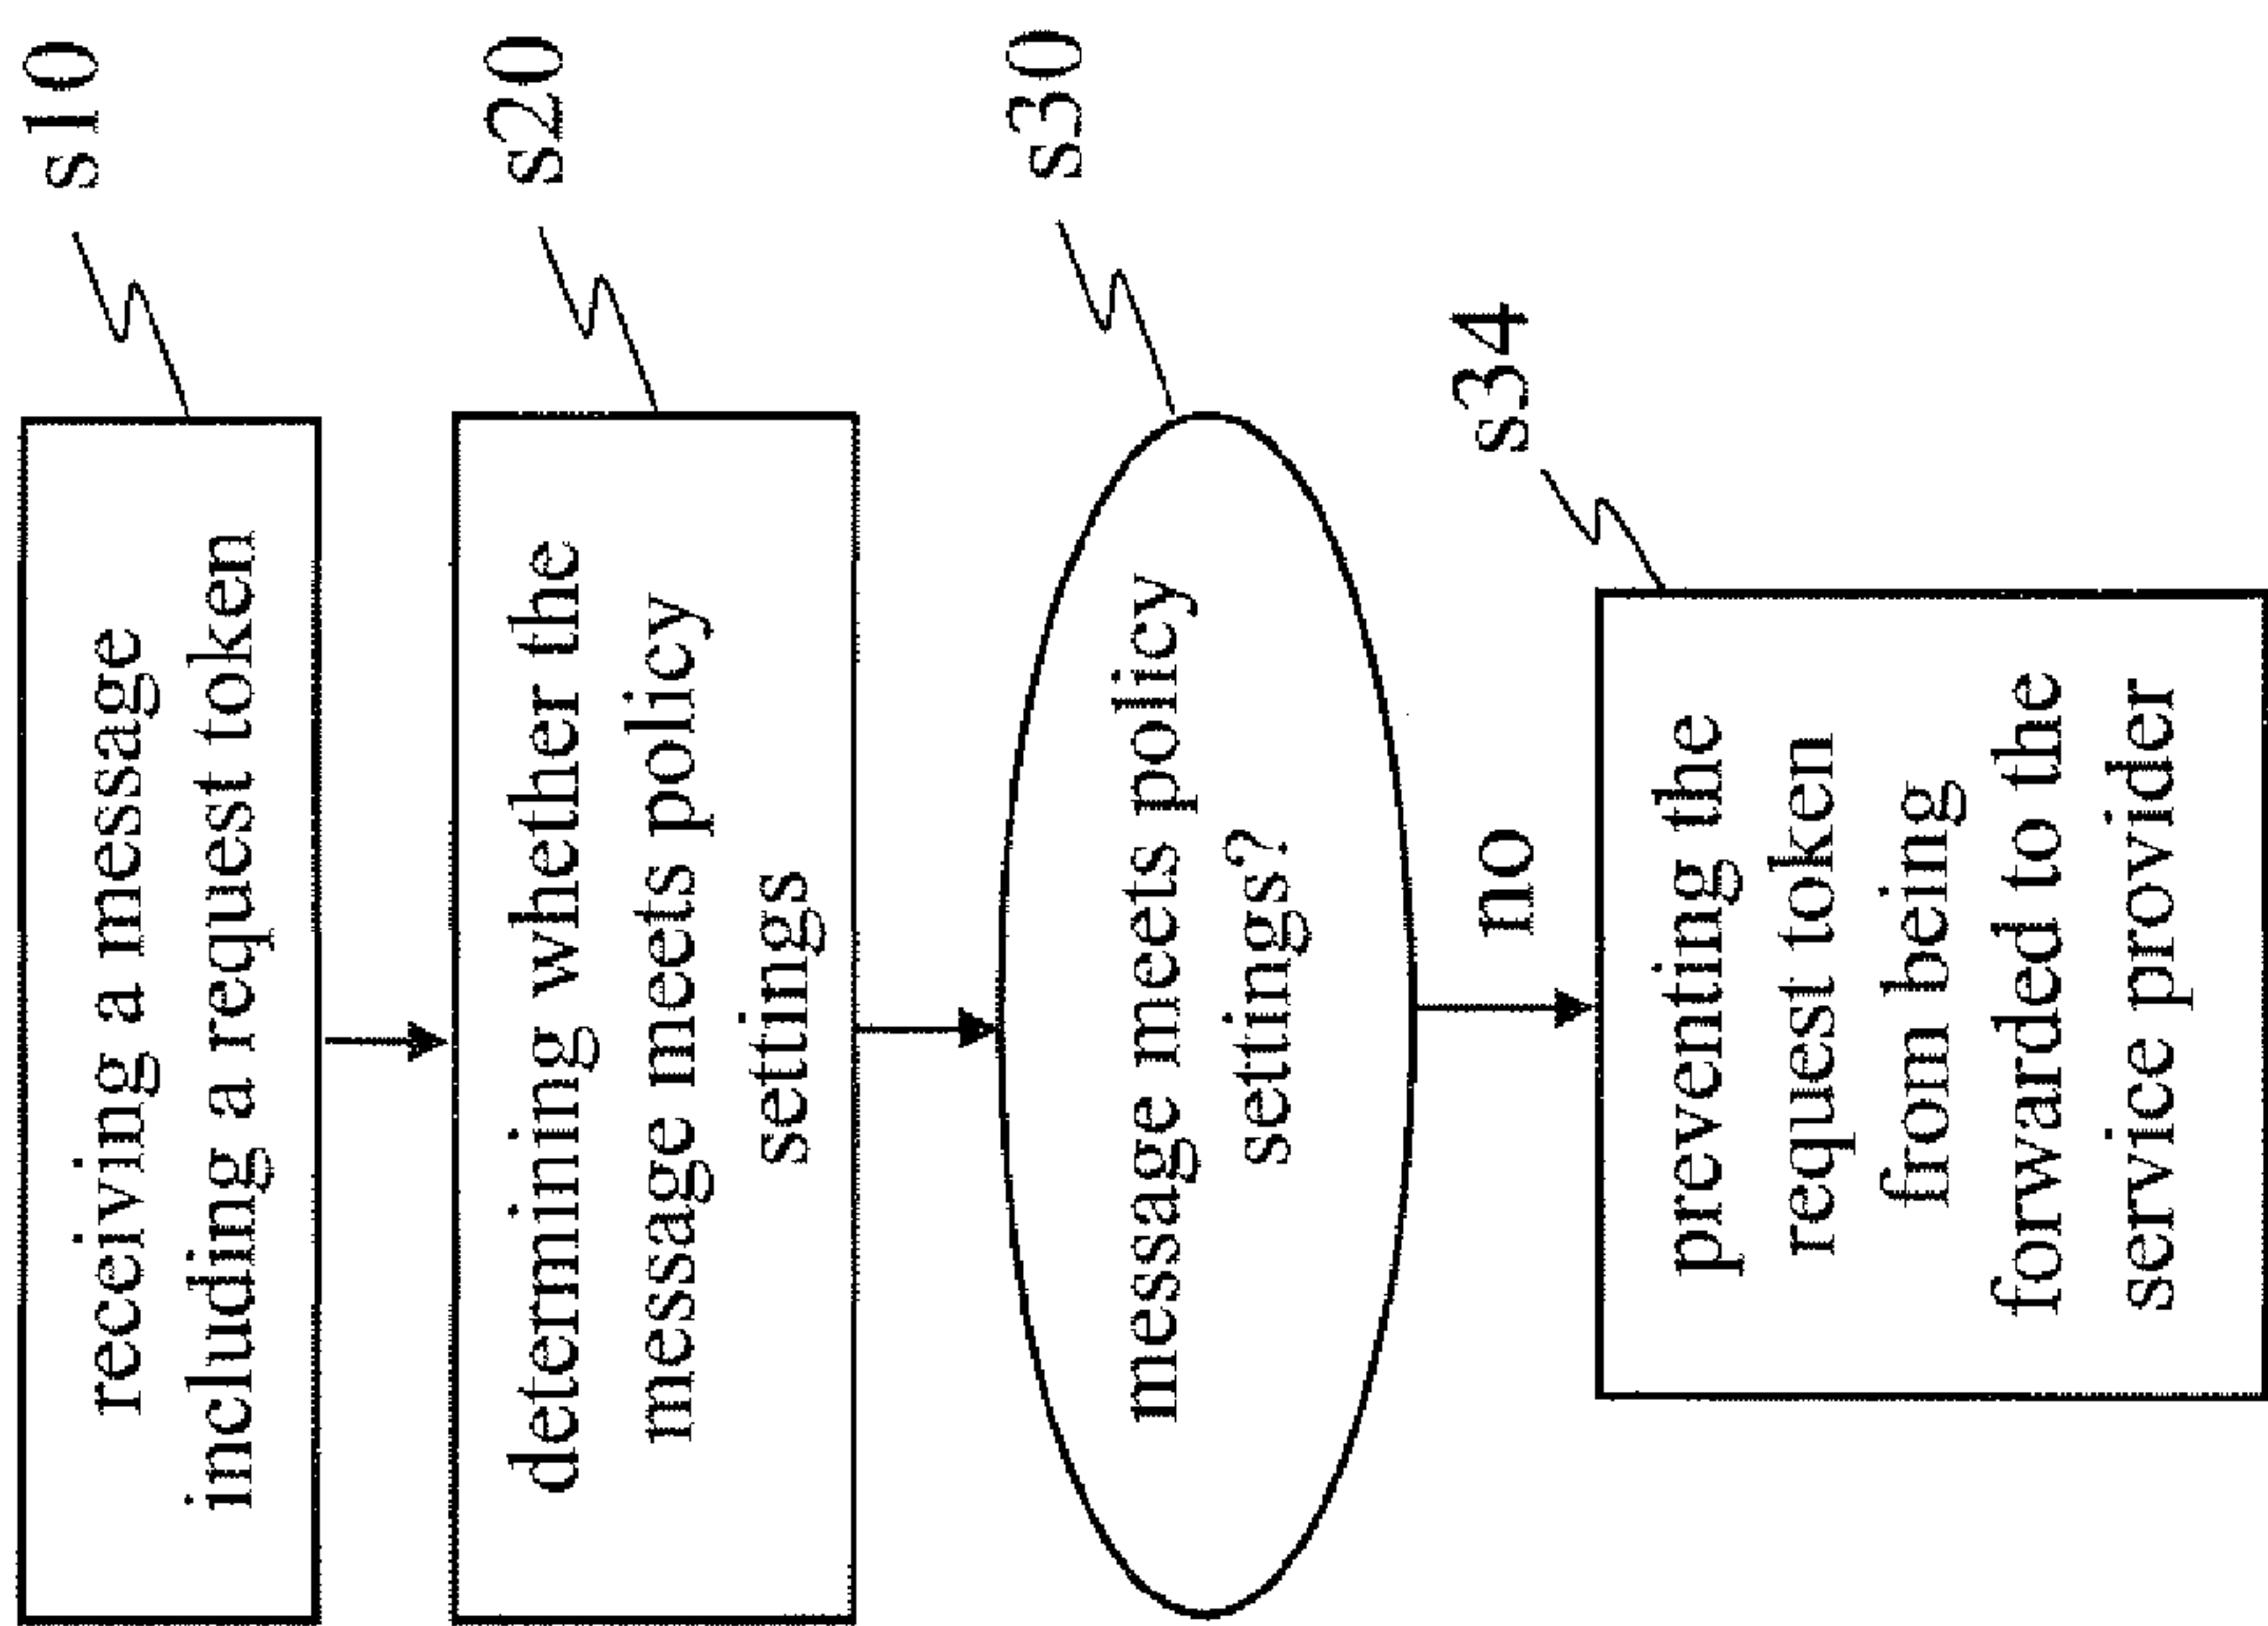 s10
receiving a message
including a request token
s20
determining whether the
message meets policy
settings
s30
message meets policy
settings?
no
s34
preventing the
request token
from being
forwarded to the
service provider